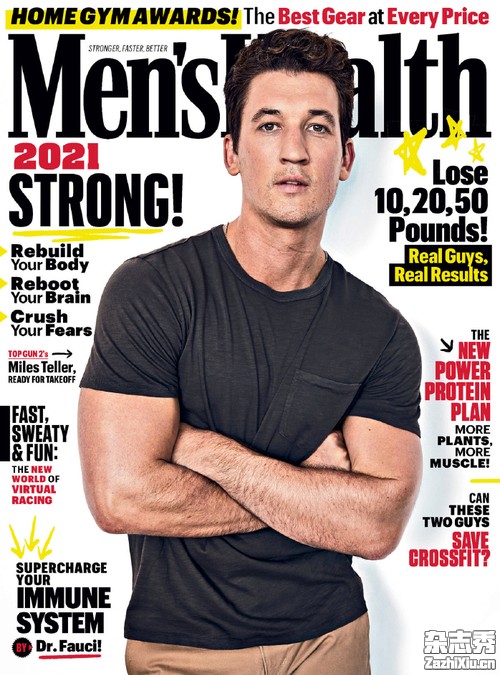 HOME GYM AWARDS! The Best Gear at Every Price
STRONGER, FASTER, BETTER
Men's Health
2021
STRONG!
Rebuild
Your Body
Reboot
Your Brain
Crush
Your Fears
TOP GUN 2's
Miles Teller,
READY FOR TAKEOFF
FAST,
SWEATY
& FUN:
THE NEW
WORLD OF
VIRTUAL
RACING
SUPERCHARGE
YOUR
IMMUNE
SYSTEM
BY Dr. Fauci!
Lose
10,20,50
Pounds!
Real Guys,
Real Results
THE
NEW
POWER
PROTEIN
PLAN
MORE
PLANTS,
MORE
MUSCLE!
CAN
THESE
TWO GUYS
SAVE
CROSSFIT?
杂志秀
ZaZhiXiu.cn